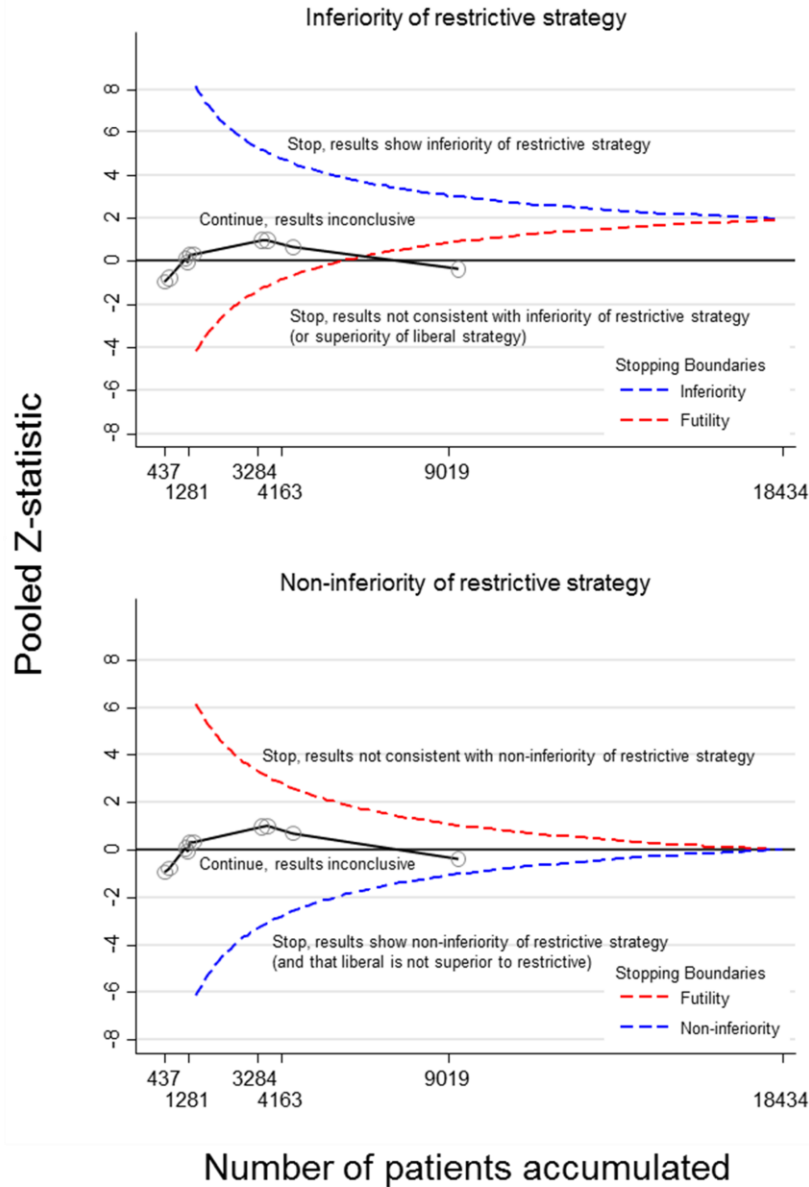 Inferiority of restrictive strategy
8
6
4
2
0
-2
-4
-6
-8
Stop, results show inferiority of restrictive strategy
Continue, results inconclusive
Stop, results not consistent with inferiority of restrictive strategy
(or superiority of liberal strategy)
Stopping Boundaries
Inferiority
Futility
437
1281
3284
4163
9019
18434
Pooled Z-statistic
Non-inferiority of restrictive strategy
8
6
4
2
0
-2
-4
-6
-8
Stop, results not consistent with non-inferiority of restrictive strategy
Continue, results inconclusive
Stop, results show non-inferiority of restrictive strategy
(and that liberal is not superior to restrictive)
Stopping Boundaries
Futility
Non-inferiority
437
1281
3284
4163
9019
18434
Number of patients accumulated